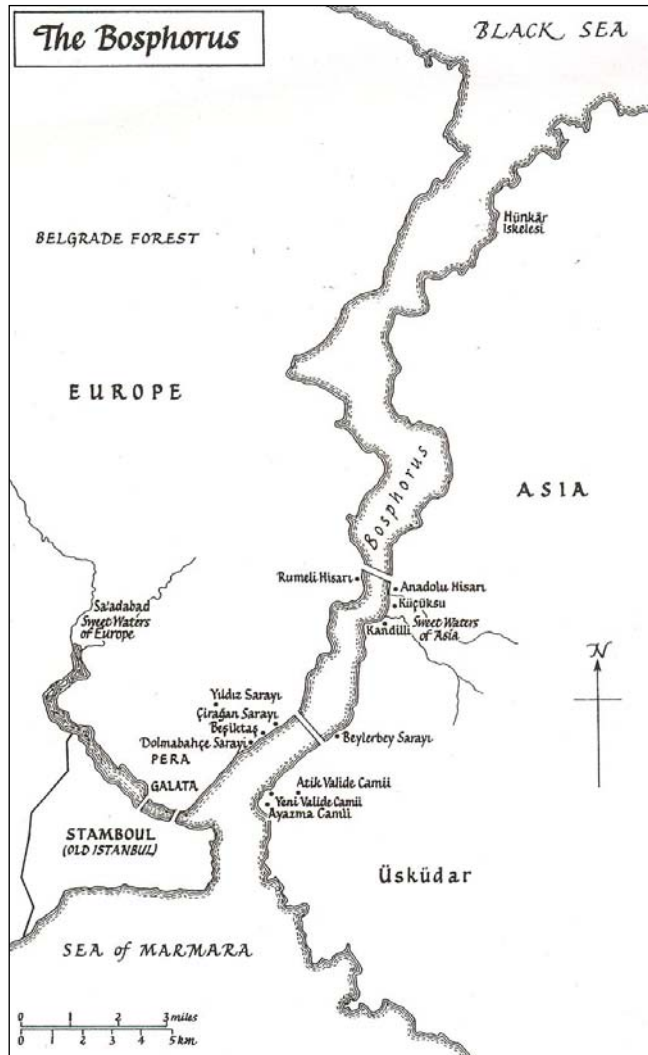 The Bosphorus
BLACK SEA
Hünkâr
Iskelesi
BELGRADE FOREST
EUROPE
Bosphorus
ASIA
Rumeli Hisarı
Anadolu Hisarı
Küçüksu
Sweet Waters
of Asia
Kandilli
Sa'adabad
Sweet Waters
of Europe
N
Yıldız Sarayı
Çirağan Sarayı
Beşiktaş
Dolmabahçe Sarayi
Beylerbey Sarayı
PERA
GALATA
Atik Valide Camii
Yeni Valide Camii
Ayazma Camii
STAMBOUL
(OLD ISTANBUL)
Üsküdar
SEA of MARMARA
0 1 2 3 miles
0 1 2 3 4 5 km